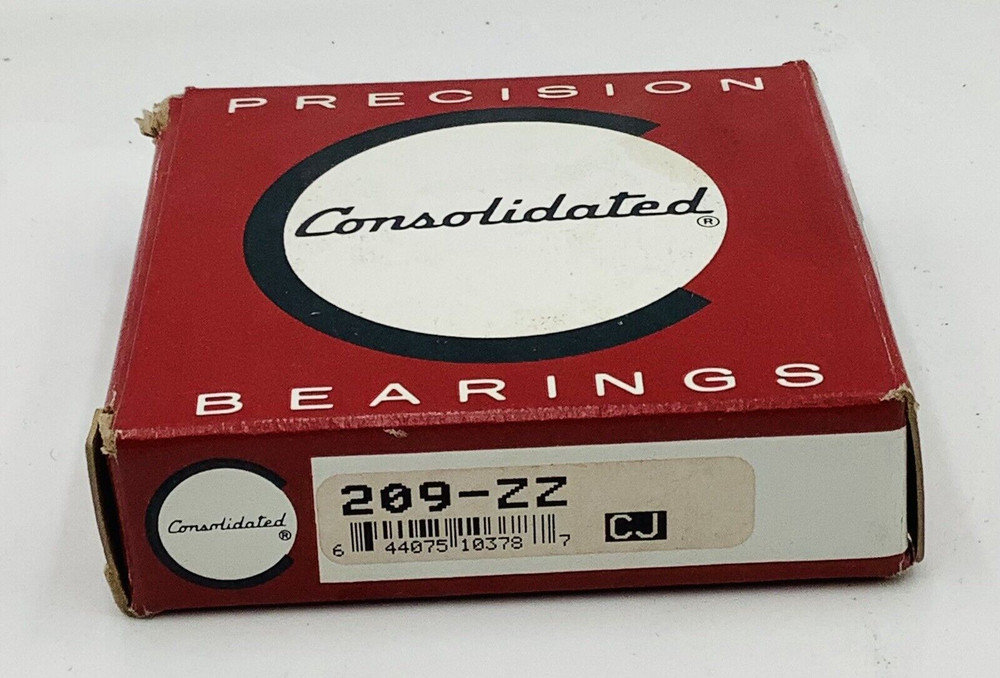 PRECISION
Consolidated®
BEARINGS
Consolidated®
209-ZZ
6 44075 10378 7
CJ